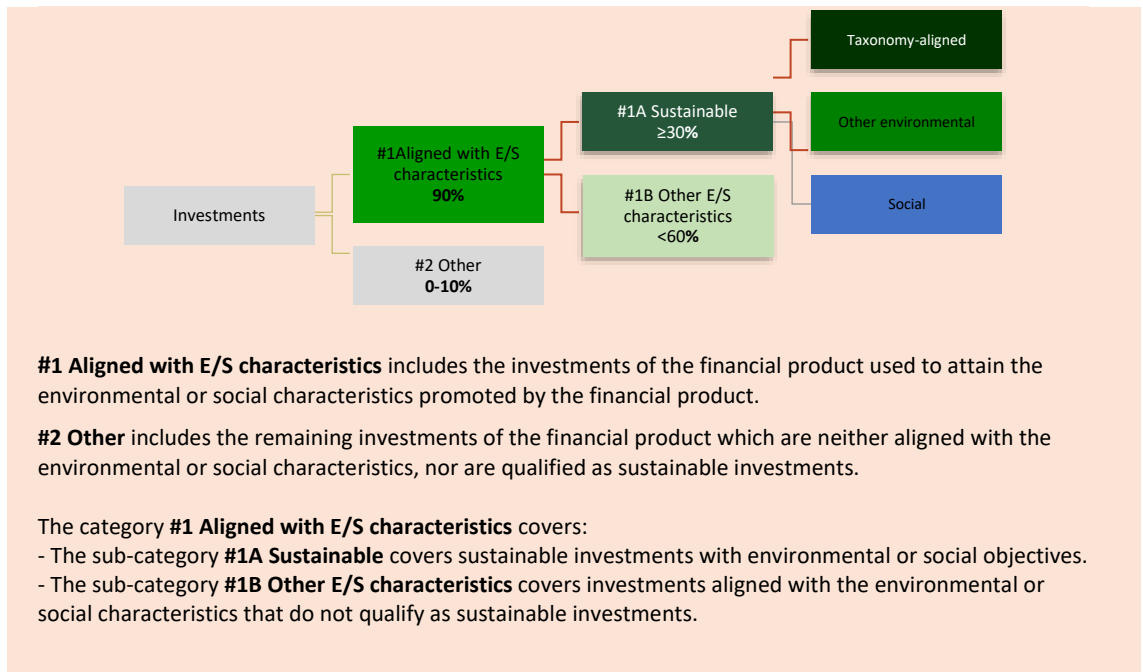 Taxonomy-aligned
#1A Sustainable
≥30%
Other environmental
#1Aligned with E/S
characteristics
90%
#1B Other E/S
characteristics
<60%
Investments
Social
#2 Other
0-10%
#1 Aligned with E/S characteristics includes the investments of the financial product used to attain the
environmental or social characteristics promoted by the financial product.
#2 Other includes the remaining investments of the financial product which are neither aligned with the
environmental or social characteristics, nor are qualified as sustainable investments.
The category #1 Aligned with E/S characteristics covers:
- The sub-category #1A Sustainable covers sustainable investments with environmental or social objectives.
- The sub-category #1B Other E/S characteristics covers investments aligned with the environmental or
social characteristics that do not qualify as sustainable investments.